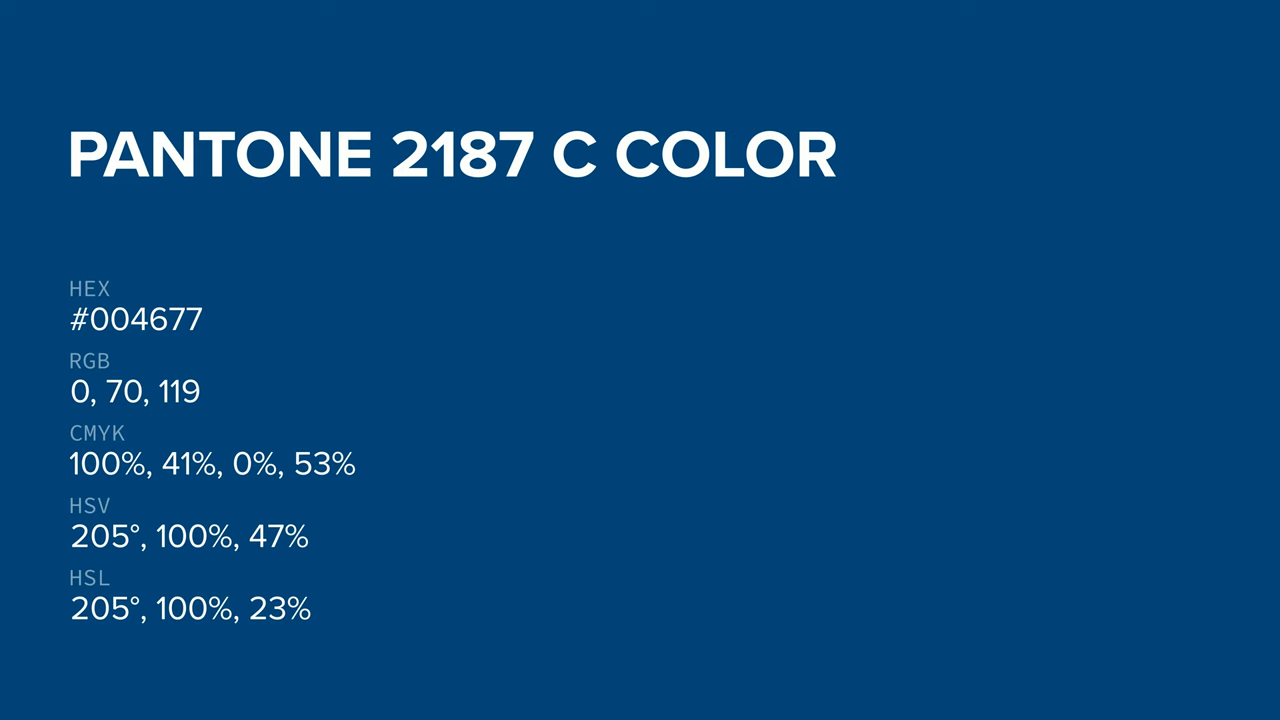 PANTONE 2187 C COLOR
HEX
#004677
RGB
0, 70, 119
CMYK
100%, 41%, 0%, 53%
HSV
205°, 100%, 47%
HSL
205°, 100%, 23%